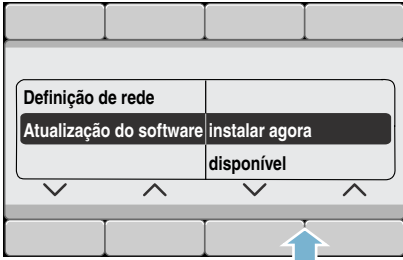 Definição de rede
Atualização do software instalar agora
disponível